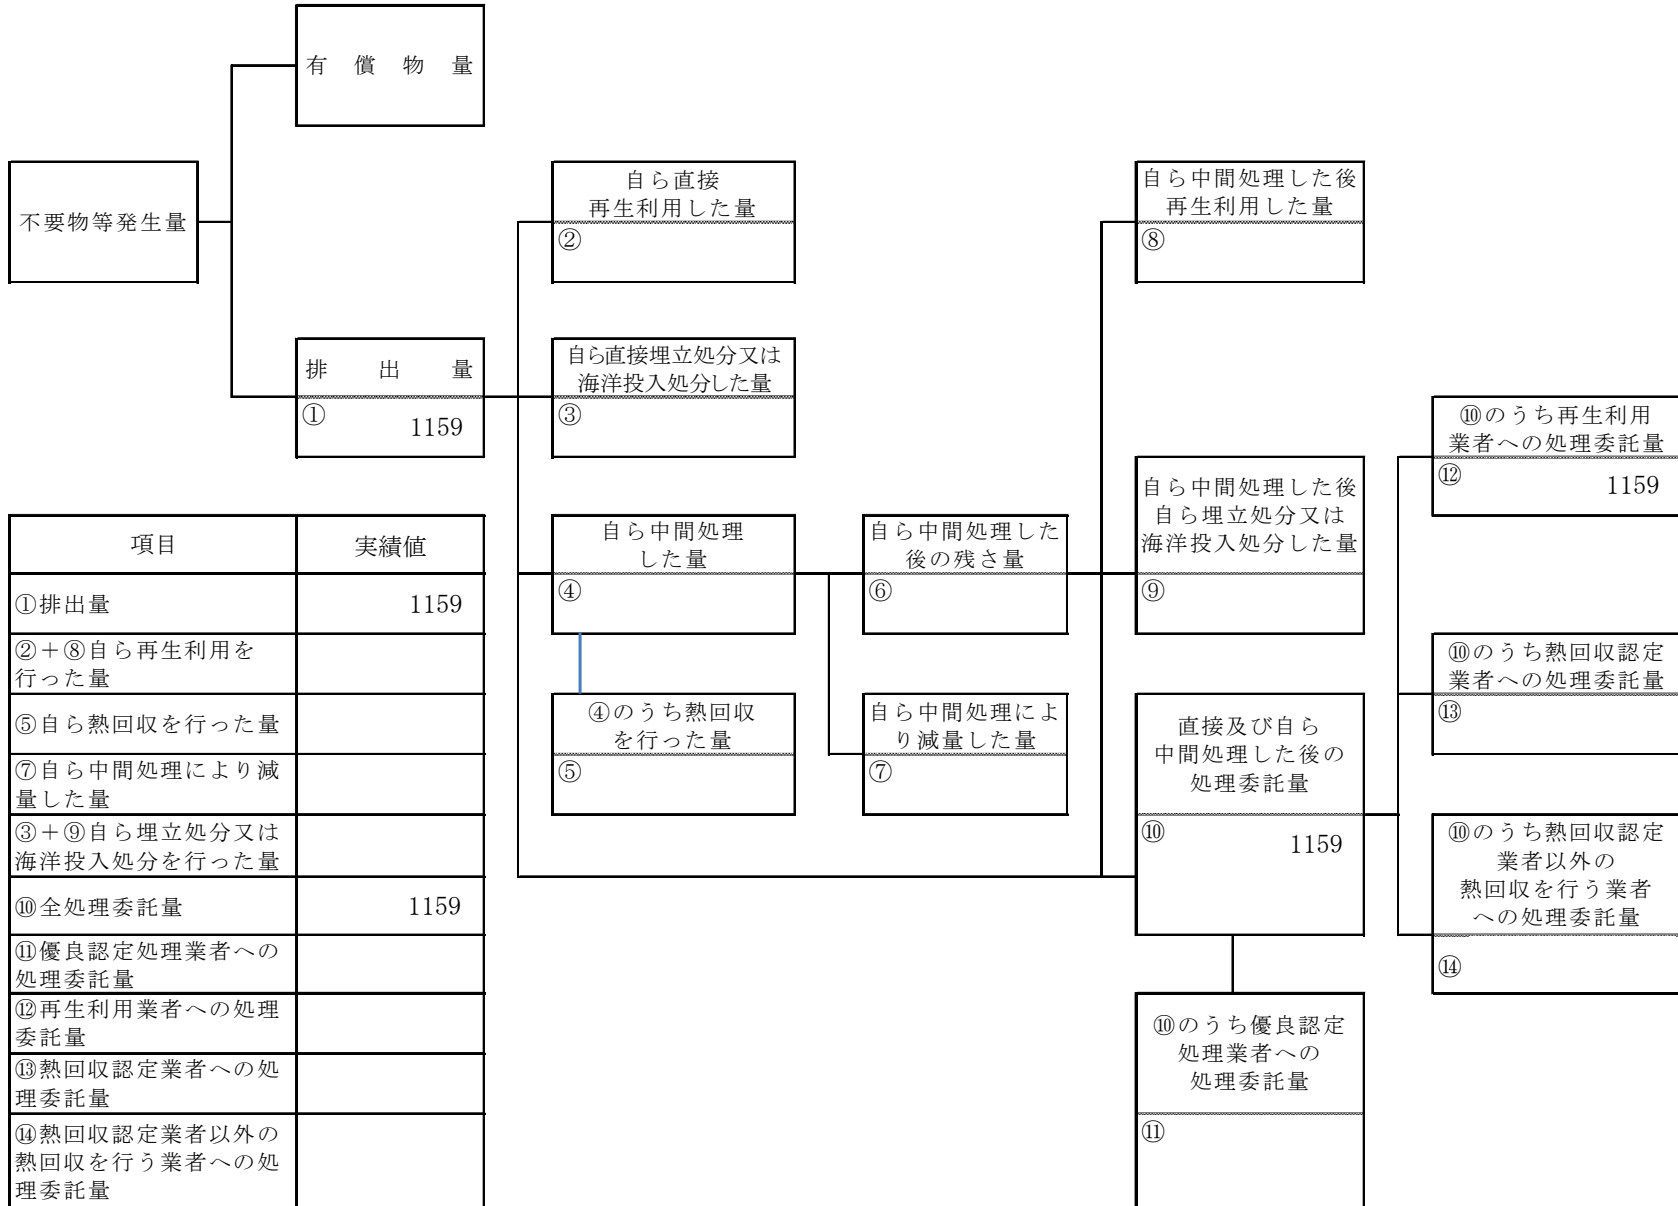 有償物量
不要物等発生量
自ら直接
再生利用した量
②
自ら中間処理した後
再生利用した量
⑧
排出量
①
1159
自ら直接埋立処分又は
海洋投入処分した量
③
⑩のうち再生利用
業者への処理委託量
⑫
1159
自ら中間処理した後
自ら埋立処分又は
海洋投入処分した量
⑨
自ら中間処理
した量
④
自ら中間処理した
後の残さ量
⑥
⑩のうち熱回収認定
業者への処理委託量
⑬
④のうち熱回収
を行った量
⑤
自ら中間処理によ
り減量した量
⑦
直接及び自ら
中間処理した後の
処理委託量
⑩
1159
⑩のうち熱回収認定
業者以外の
熱回収を行う業者
への処理委託量
⑭
⑩のうち優良認定
処理業者への
処理委託量
⑪
項目 実績値
①排出量 1159
②＋⑧自ら再生利用を
行った量
⑤自ら熱回収を行った量
⑦自ら中間処理により減
量した量
③＋⑨自ら埋立処分又は
海洋投入処分を行った量
⑩全処理委託量 1159
⑪優良認定処理業者への
処理委託量
⑫再生利用業者への処理
委託量
⑬熱回収認定業者への処
理委託量
⑭熱回収認定業者以外の
熱回収を行う業者への処
理委託量